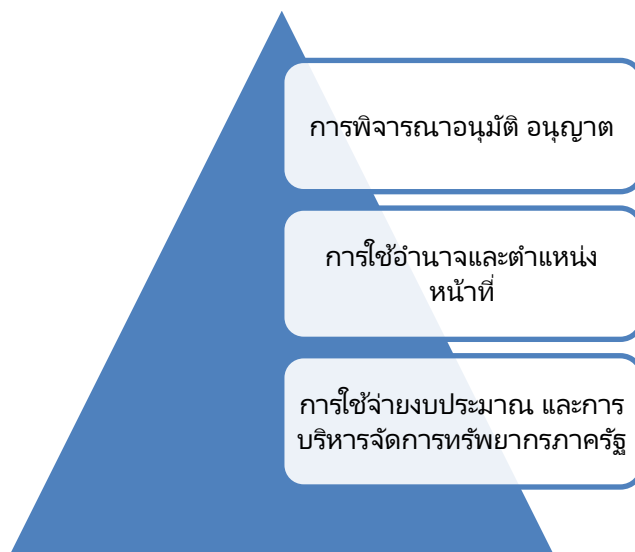 การพิจารณาอนุมัติ อนุญาต
การใช้อำนาจและตำแหน่ง
หน้าที่
การใช้จ่ายงบประมาณ และการ
บริหารจัดการทรัพยากรภาครัฐ